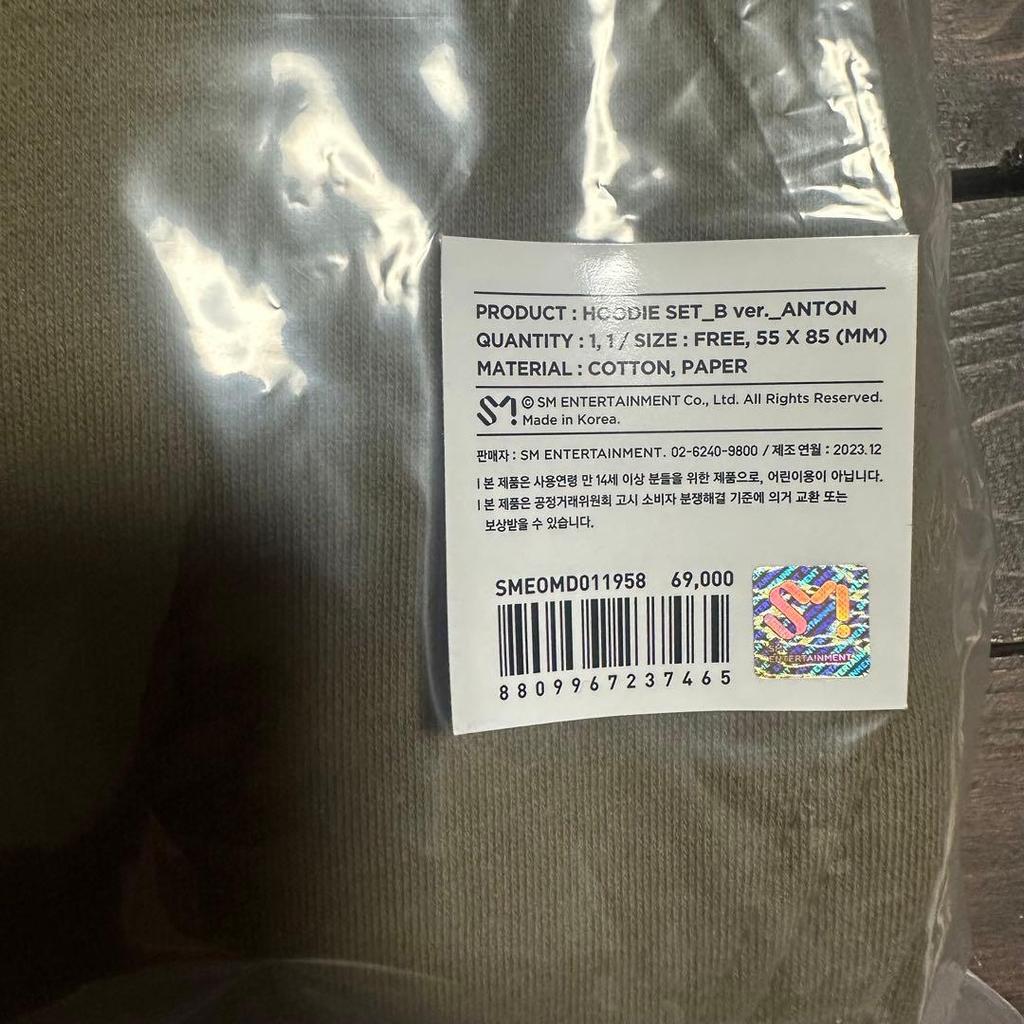 PRODUCT : HOODIE SET_B ver._ANTON
QUANTITY : 1, 1 / SIZE : FREE, 55 X 85 (MM)
MATERIAL : COTTON, PAPER
SM © SM ENTERTAINMENT Co., Ltd. All Rights Reserved.
Made in Korea.
판매자 : SM ENTERTAINMENT. 02-6240-9800 / 제조연월 : 2023.12
| 본 제품은 사용연령 만 14세 이상 분들을 위한 제품으로, 어린이용이 아닙니다.
| 본 제품은 공정거래위원회 고시 소비자 분쟁해결 기준에 의거 교환 또는
보상받을 수 있습니다.
SMEOMD011958 69,000
8809967237465
SM
ENTERTAINMENT